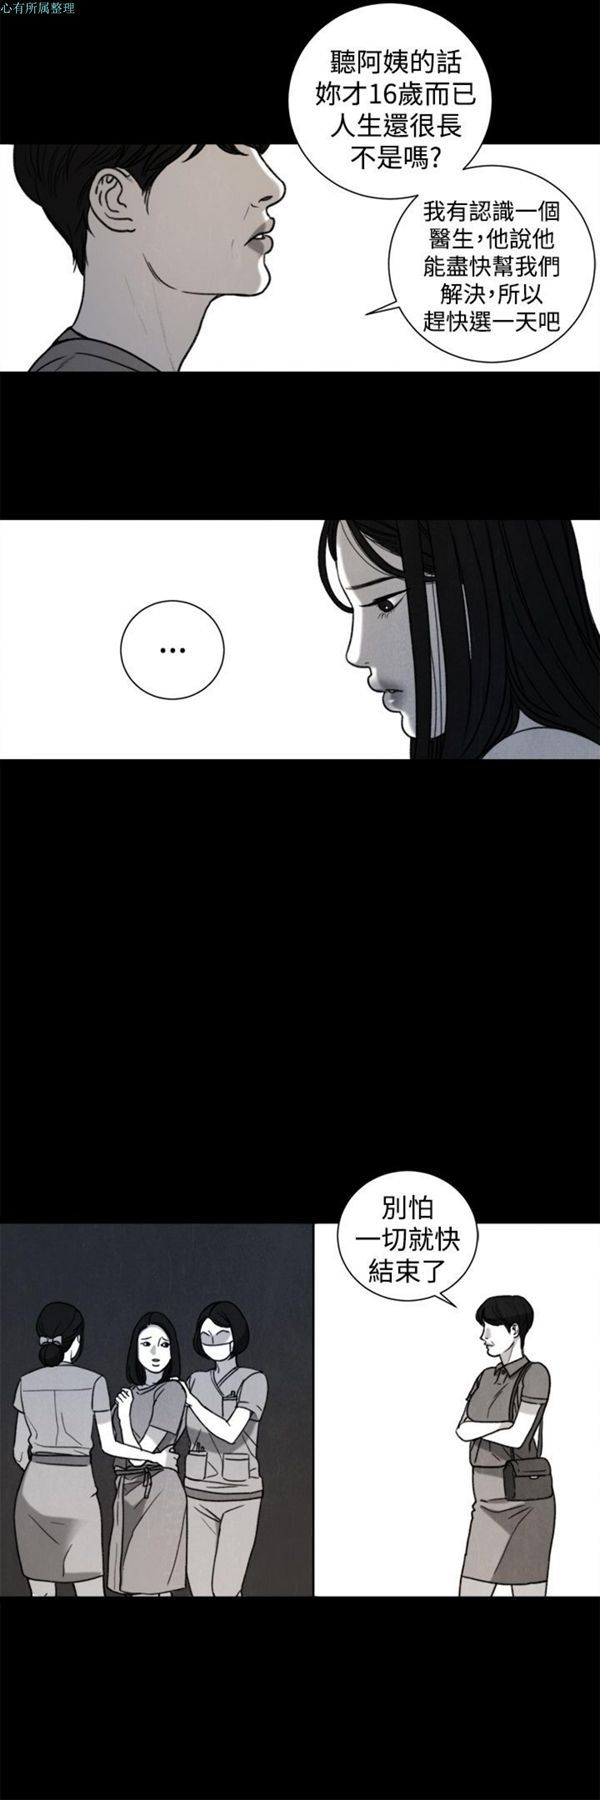 心有所属整理
聽阿姨的話
妳才16歲而已
人生還很長
不是嗎?
我有認識一個
醫生,他說他
能盡快幫我們
解決,所以
趕快選一天吧
...
別怕
一切就快
結束了